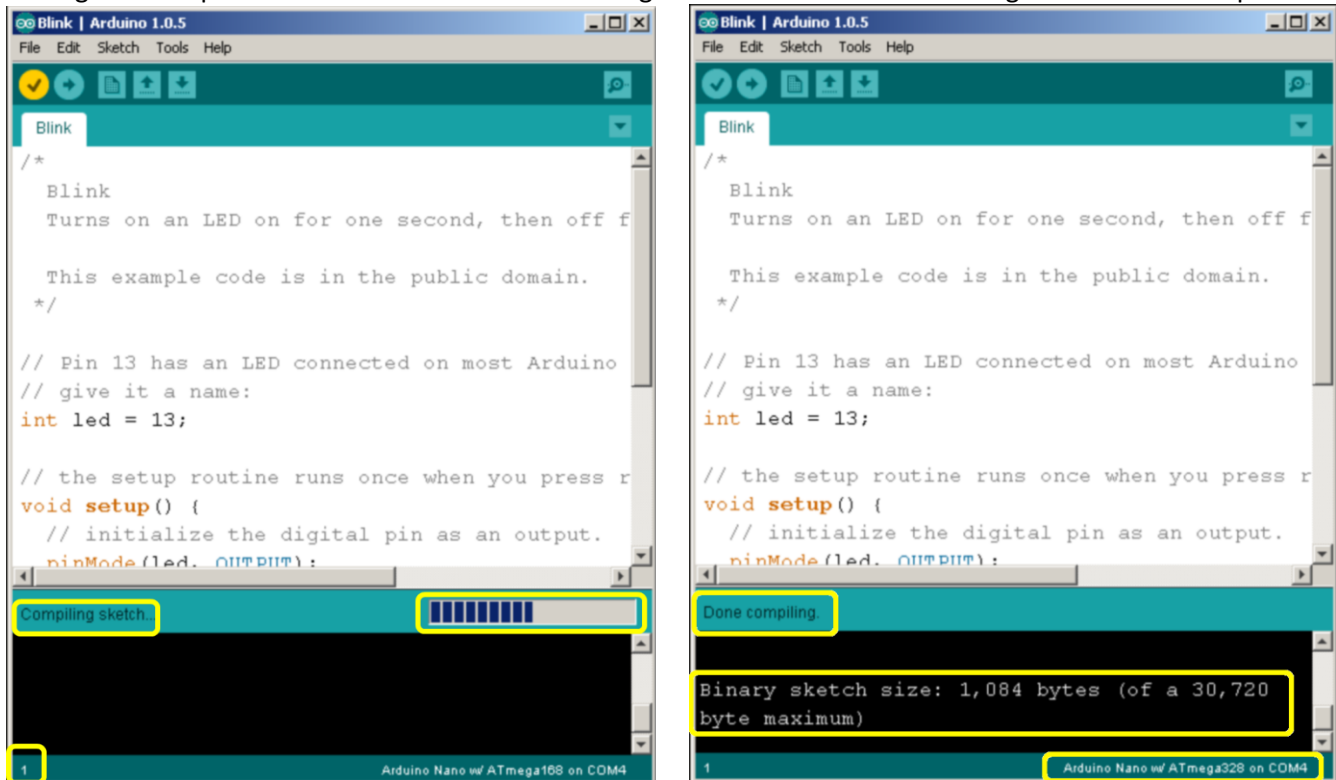 Blink | Arduino 1.0.5
File Edit Sketch Tools Help
Blink
/*
Blink
Turns on an LED on for one second, then off f
This example code is in the public domain.
*/
// Pin 13 has an LED connected on most Arduino
// give it a name:
int led = 13;
// the setup routine runs once when you press r
void setup() {
// initialize the digital pin as an output.
pinMode(led, OUTPUT);
Compiling sketch...
1
Arduino Nano w/ ATmega168 on COM4
Blink | Arduino 1.0.5
File Edit Sketch Tools Help
Blink
/*
Blink
Turns on an LED on for one second, then off f
This example code is in the public domain.
*/
// Pin 13 has an LED connected on most Arduino
// give it a name:
int led = 13;
// the setup routine runs once when you press r
void setup() {
// initialize the digital pin as an output.
pinMode(led, OUTPUT);
Done compiling.
Binary sketch size: 1,084 bytes (of a 30,720
byte maximum)
1
Arduino Nano w/ ATmega328 on COM4